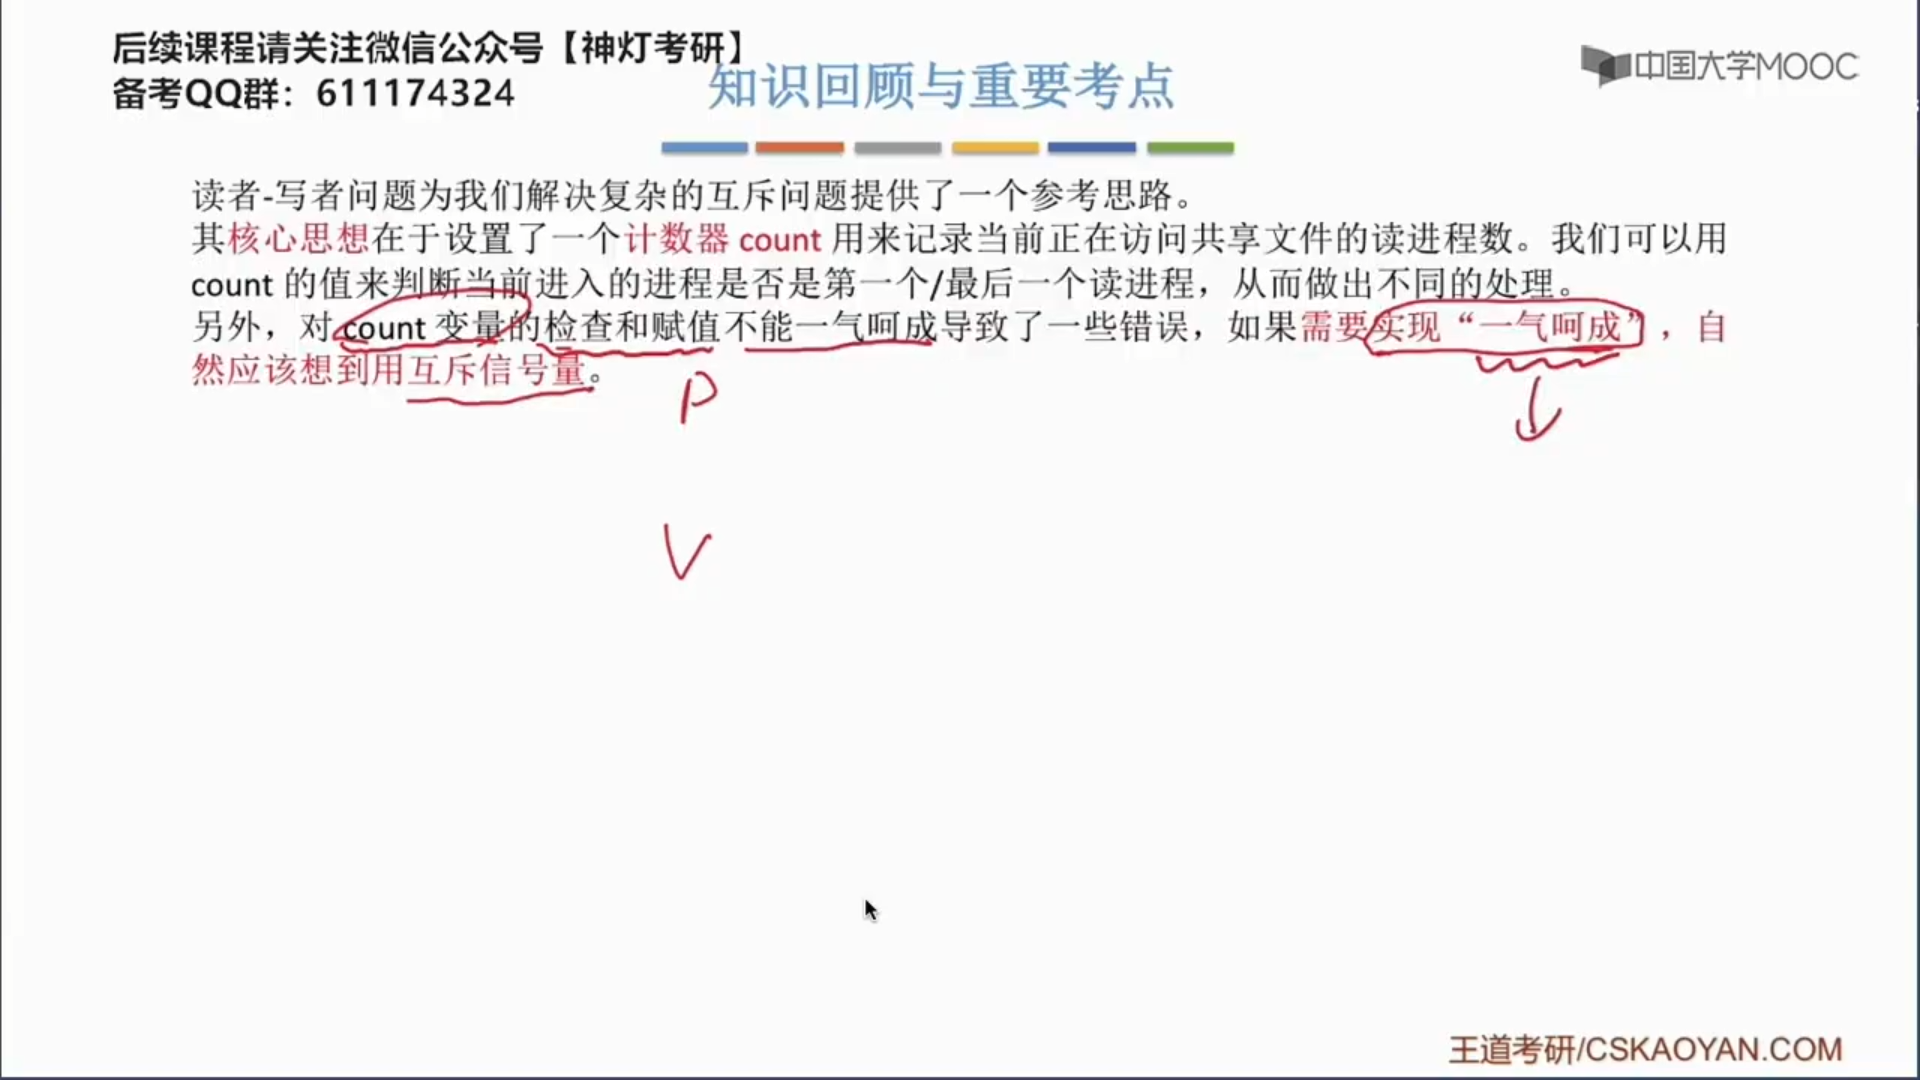 后续课程请关注微信公众号【神灯考研】
备考QQ群：611174324
中国大学MOOC
知识回顾与重要考点
读者-写者问题为我们解决复杂的互斥问题提供了一个参考思路。
其核心思想在于设置了一个计数器 count 用来记录当前正在访问共享文件的读进程数。我们可以用
count 的值来判断当前进入的进程是否是第一个/最后一个读进程，从而做出不同的处理。
另外，对 count 变量的检查和赋值不能一气呵成导致了一些错误，如果需要实现“一气呵成”，自
然应该想到用互斥信号量。
P
V
王道考研/CSKAOYAN.COM